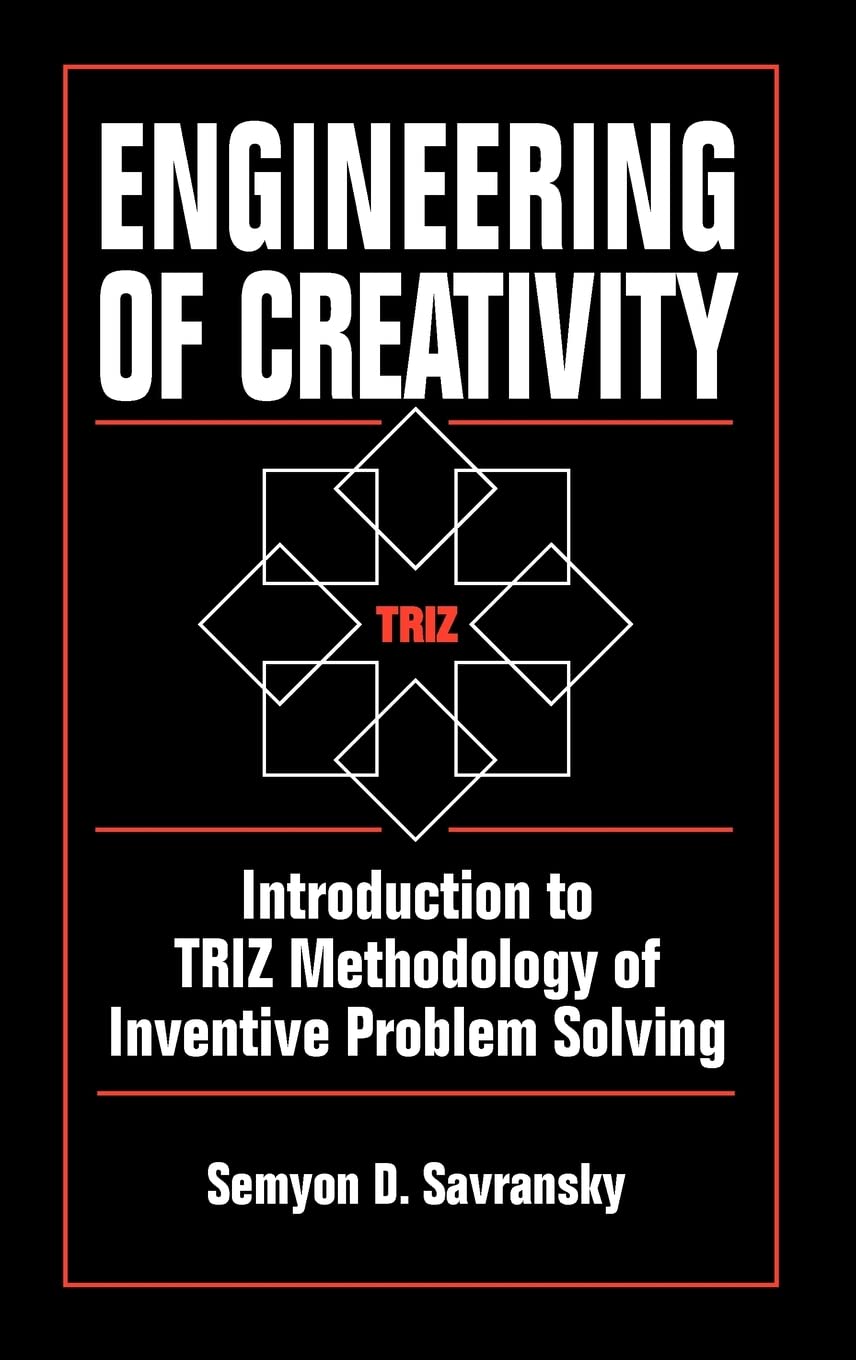 ENGINEERING
OF CREATIVITY
TRIZ
Introduction to
TRIZ Methodology of
Inventive Problem Solving
Semyon D. Savransky